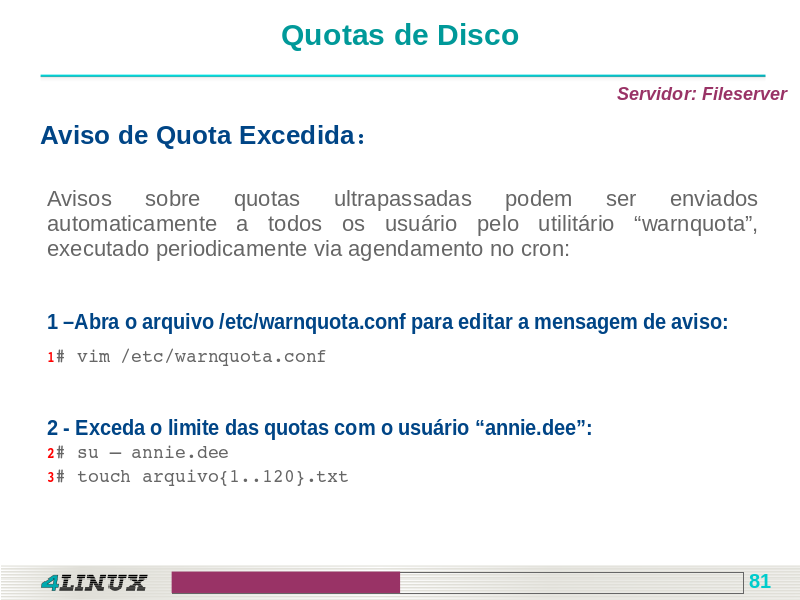 Quotas de Disco
Servidor: Fileserver
Aviso de Quota Excedida:
Avisos sobre quotas ultrapassadas podem ser enviados
automaticamente a todos os usuário pelo utilitário “warnquota”,
executado periodicamente via agendamento no cron:
1 –Abra o arquivo /etc/warnquota.conf para editar a mensagem de aviso:
1# vim /etc/warnquota.conf
2 - Exceda o limite das quotas com o usuário “annie.dee”:
2# su – annie.dee
3# touch arquivo{1..120}.txt
4LINUX
81